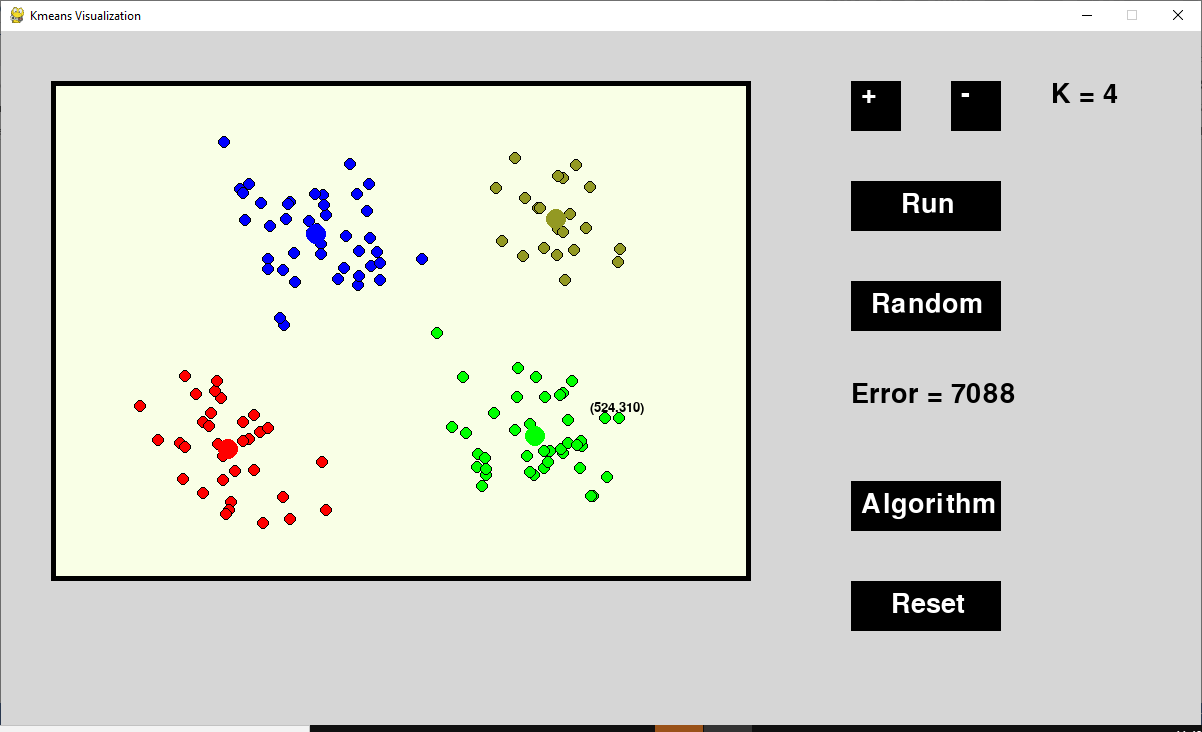 Kmeans Visualization
+ - K = 4
Run
Random
Error = 7088
(524,310)
Algorithm
Reset